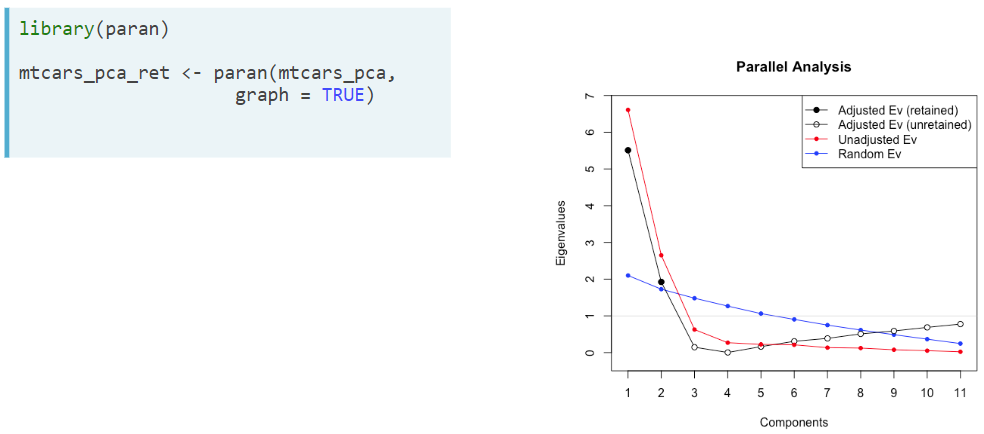 library(paran)
mtcars_pca_ret <- paran(mtcars_pca,
graph = TRUE)
Parallel Analysis
Adjusted Ev (retained)
Adjusted Ev (unretained)
Unadjusted Ev
Random Ev
Eigenvalues
7
6
5
4
3
2
1
0
1 2 3 4 5 6 7 8 9 10 11
Components